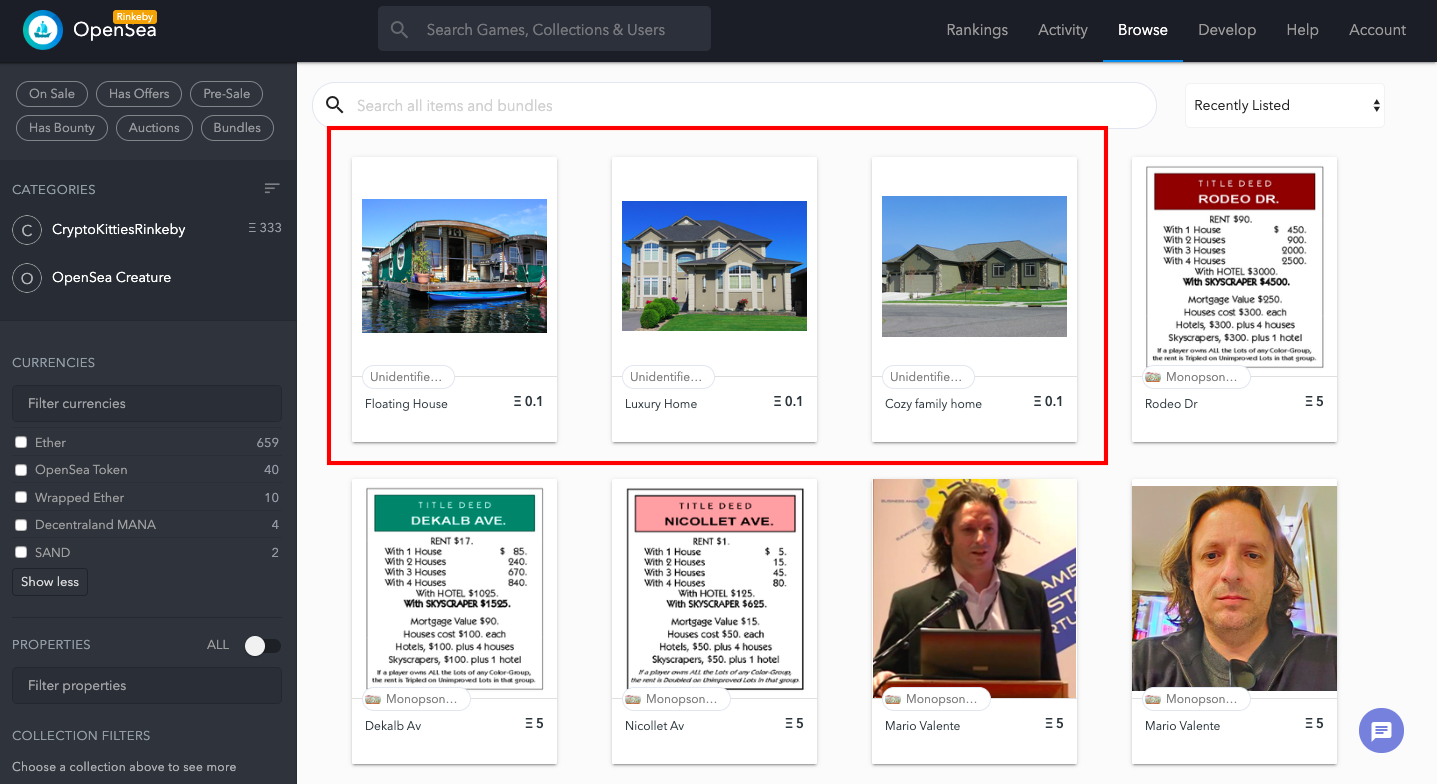 Rinkeby
OpenSea
Search Games, Collections & Users
Rankings
Activity
Browse
Develop
Help
Account
On Sale
Has Offers
Pre-Sale
Has Bounty
Auctions
Bundles
CATEGORIES
C CryptoKittiesRinkeby Ξ 333
O OpenSea Creature
CURRENCIES
Filter currencies
Ether 659
OpenSea Token 40
Wrapped Ether 10
Decentraland MANA 4
SAND 2
Show less
PROPERTIES ALL
Filter properties
COLLECTION FILTERS
Choose a collection above to see more
Search all items and bundles
Recently Listed
Unidentifie...
Floating House Ξ 0.1
Unidentifie...
Luxury Home Ξ 0.1
Unidentifie...
Cozy family home Ξ 0.1
TITLE DEED
RODEO DR.
RENT $90.
With 1 House $ 450.
With 2 Houses 900.
With 3 Houses 2000.
With 4 Houses 2500.
With HOTEL $3000.
With SKYSCRAPER $4500.
Mortgage Value $250.
Houses cost $300. each
Hotels, $300. plus 4 houses
Skyscrapers, $300. plus 1 hotel
If a player owns ALL the Lots of any Color-Group,
the rent is Tripled on Unimproved Lots in that group.
Monopson...
Rodeo Dr Ξ 5
TITLE DEED
DEKALB AVE.
RENT $17.
With 1 House $ 85.
With 2 Houses 240.
With 3 Houses 670.
With 4 Houses 840.
With HOTEL $1025.
With SKYSCRAPER $1525.
Mortgage Value $90.
Houses cost $100. each
Hotels, $100. plus 4 houses
Skyscrapers, $100. plus 1 hotel
If a player owns ALL the Lots of any Color-Group,
the rent is Tripled on Unimproved Lots in that group.
Monopson...
Dekalb Av Ξ 5
TITLE DEED
NICOLLET AVE.
RENT $1.
With 1 House $ 5.
With 2 Houses 15.
With 3 Houses 45.
With 4 Houses 80.
With HOTEL $125.
With SKYSCRAPER $625.
Mortgage Value $15.
Houses cost $50. each
Hotels, $50. plus 4 houses
Skyscrapers, $50. plus 1 hotel
If a player owns ALL the Lots of any Color-Group,
the rent is Doubled on Unimproved Lots in that group.
Monopson...
Nicollet Av Ξ 5
Monopson...
Mario Valente Ξ 5
Monopson...
Mario Valente Ξ 5